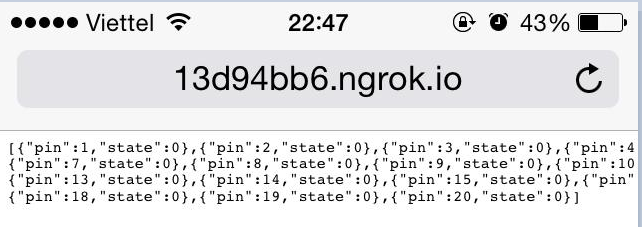 Viettel 22:47 43%
13d94bb6.ngrok.io
[{"pin":1,"state":0},{"pin":2,"state":0},{"pin":3,"state":0},{"pin":4
{"pin":7,"state":0},{"pin":8,"state":0},{"pin":9,"state":0},{"pin":10
{"pin":13,"state":0},{"pin":14,"state":0},{"pin":15,"state":0},{"pin"
{"pin":18,"state":0},{"pin":19,"state":0},{"pin":20,"state":0}]